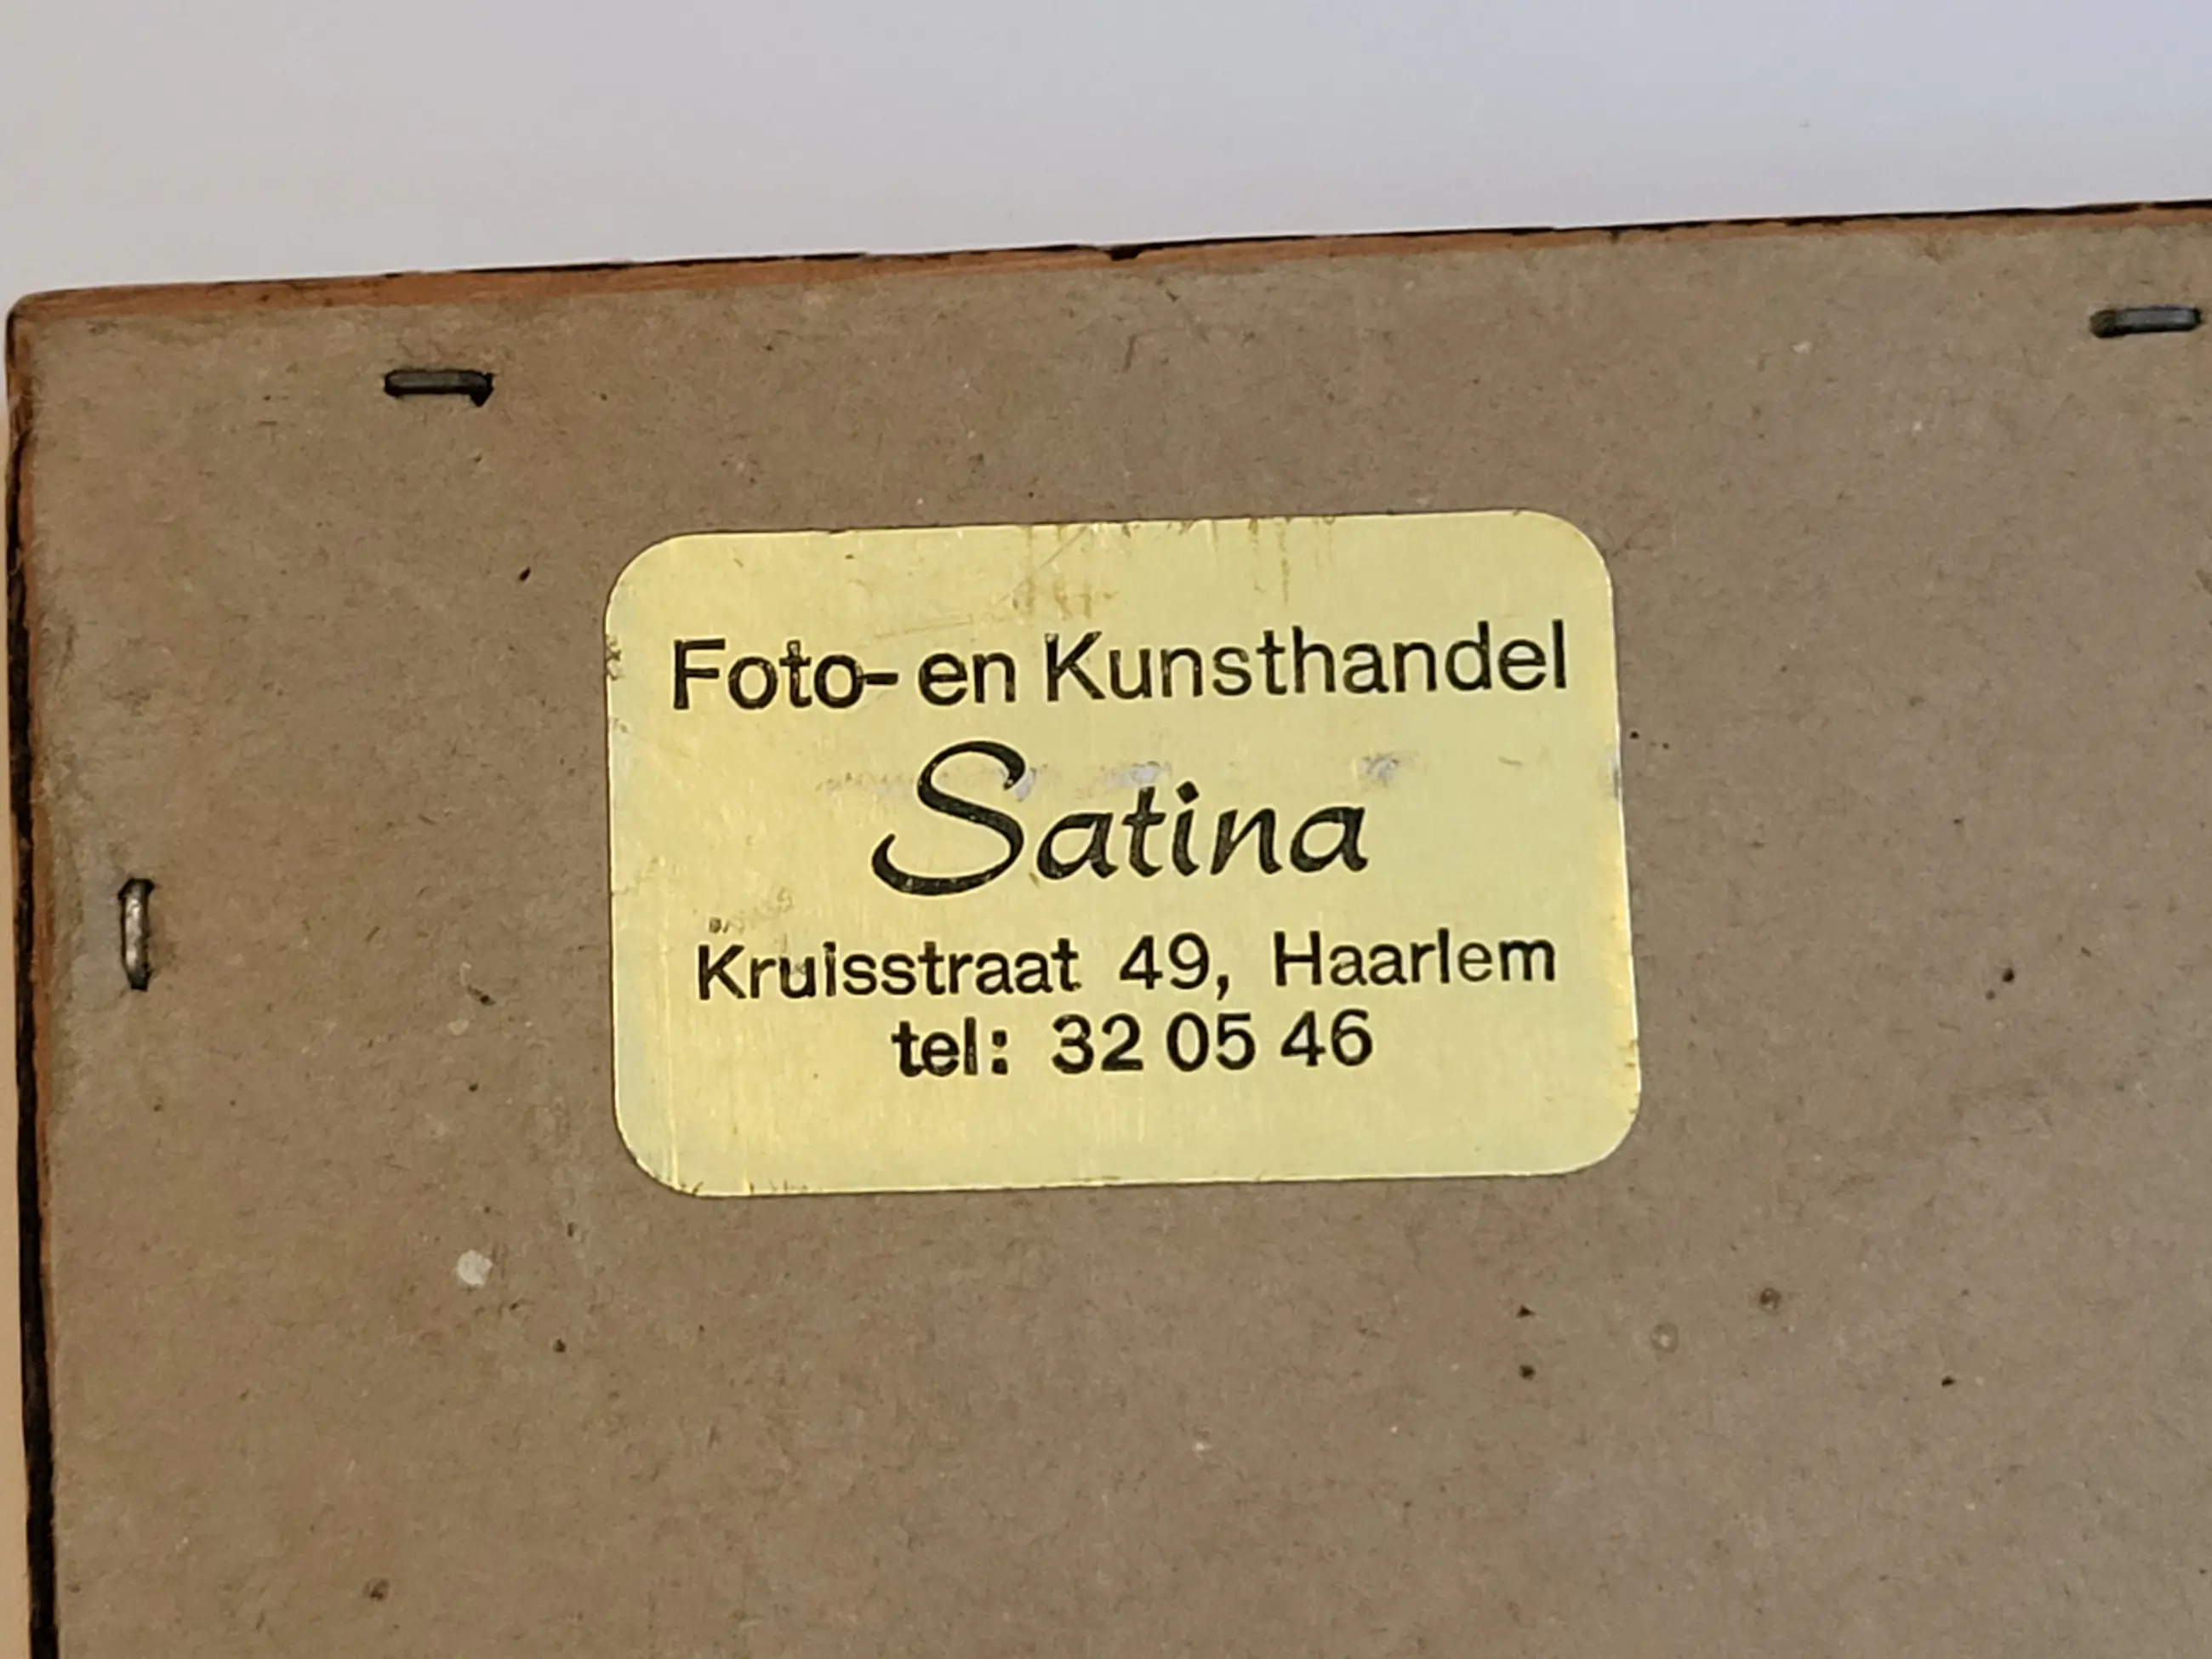 Foto- en Kunsthandel
Satina
Kruisstraat 49, Haarlem
tel: 32 05 46